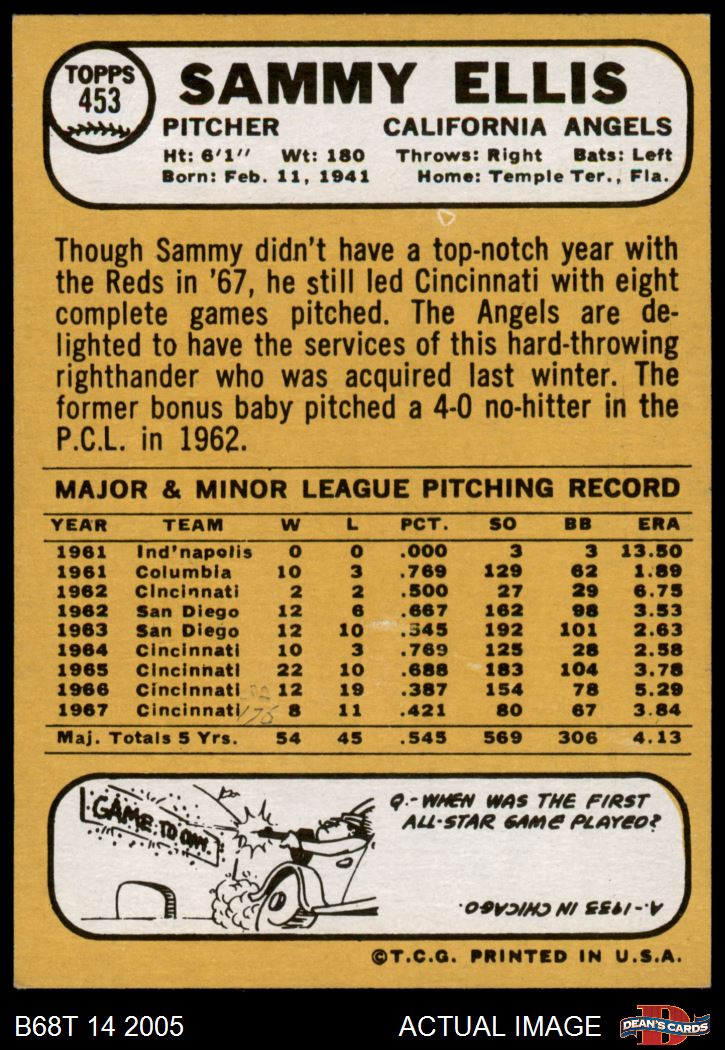 TOPPS
453
SAMMY ELLIS
PITCHER CALIFORNIA ANGELS
Ht: 6'1" Wt: 180 Throws: Right Bats: Left
Born: Feb. 11, 1941 Home: Temple Ter., Fla.
Though Sammy didn't have a top-notch year with
the Reds in '67, he still led Cincinnati with eight
complete games pitched. The Angels are de-
lighted to have the services of this hard-throwing
righthander who was acquired last winter. The
former bonus baby pitched a 4-0 no-hitter in the
P.C.L. in 1962.
MAJOR & MINOR LEAGUE PITCHING RECORD
YEAR TEAM W L PCT. SO BB ERA
1961 Ind'napolis 0 0 .000 3 3 13.50
1961 Columbia 10 3 .769 129 62 1.89
1962 Cincinnati 2 2 .500 27 29 6.75
1962 San Diego 12 6 .667 162 98 3.53
1963 San Diego 12 10 .545 192 101 2.63
1964 Cincinnati 10 3 .769 125 28 2.58
1965 Cincinnati 22 10 .688 183 104 3.78
1966 Cincinnati 12 19 .387 154 78 5.29
1967 Cincinnati 8 11 .421 80 67 3.84
Maj. Totals 5 Yrs. 54 45 .545 569 306 4.13
GAME TODAY
Q.-WHEN WAS THE FIRST
ALL-STAR GAME PLAYED?
A.-1933 IN CHICAGO.
©T.C.G. PRINTED IN U.S.A.
B68T 14 2005 ACTUAL IMAGE DEAN'S CARDS